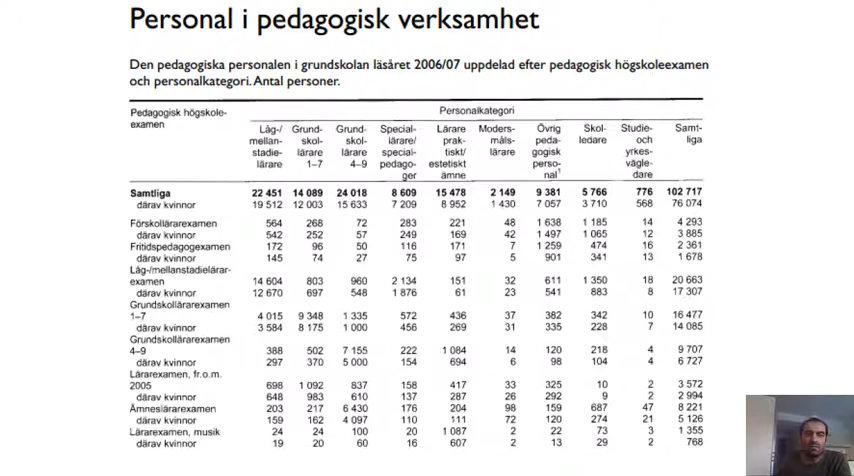 Personal i pedagogisk verksamhet
Den pedagogiska personalen i grundskolan läsåret 2006/07 uppdelad efter pedagogisk högskoleexamen
och personalkategori. Antal personer.
Pedagogisk högskole-
examen
Personalkategori
Låg-/ Grund- Grund- Special- Lärare Moders- Övrig Skol- Studie- Samt-
mellan- skol- skol- lärare/ prak- måls- peda- ledare och liga
stadie- lärare lärare special- tiskt/ lärare gogisk yrkes-
lärare 1–7 4–9 pedago- estetiskt perso- vägle-
ger ämne nal¹ dare
Samtliga 22 451 14 089 24 018 8 609 15 478 2 149 9 381 5 766 776 102 717
därav kvinnor 19 512 12 003 15 633 7 209 8 952 1 430 7 057 3 710 568 76 074
Förskollärarexamen 564 268 72 283 221 48 1 638 1 185 14 4 293
därav kvinnor 542 252 57 249 169 42 1 497 1 065 12 3 885
Fritidspedagogexamen 172 96 50 116 171 7 1 259 474 16 2 361
därav kvinnor 145 74 27 75 97 5 901 341 13 1 678
Låg-/mellanstadielärar-
examen 14 604 803 960 2 134 151 32 611 1 350 18 20 663
därav kvinnor 12 670 697 548 1 876 61 23 541 883 8 17 307
Grundskollärarexamen
1–7 4 015 9 348 1 335 572 436 37 382 342 10 16 477
därav kvinnor 3 584 8 175 1 000 456 269 31 335 228 7 14 085
Grundskollärarexamen
4–9 388 502 7 155 222 1 084 14 120 218 4 9 707
därav kvinnor 297 370 5 000 154 694 6 98 104 4 6 727
Lärarexamen, fr.o.m.
2005 698 1 092 837 158 417 33 325 10 2 3 572
därav kvinnor 648 983 610 137 287 26 292 9 2 2 994
Ämneslärarexamen 203 217 6 430 176 204 98 159 687 47 8 221
därav kvinnor 159 162 4 097 110 111 72 120 274 21 5 126
Lärarexamen, musik 24 24 100 20 1 087 2 22 73 3 1 355
därav kvinnor 19 20 60 16 607 2 13 29 2 768